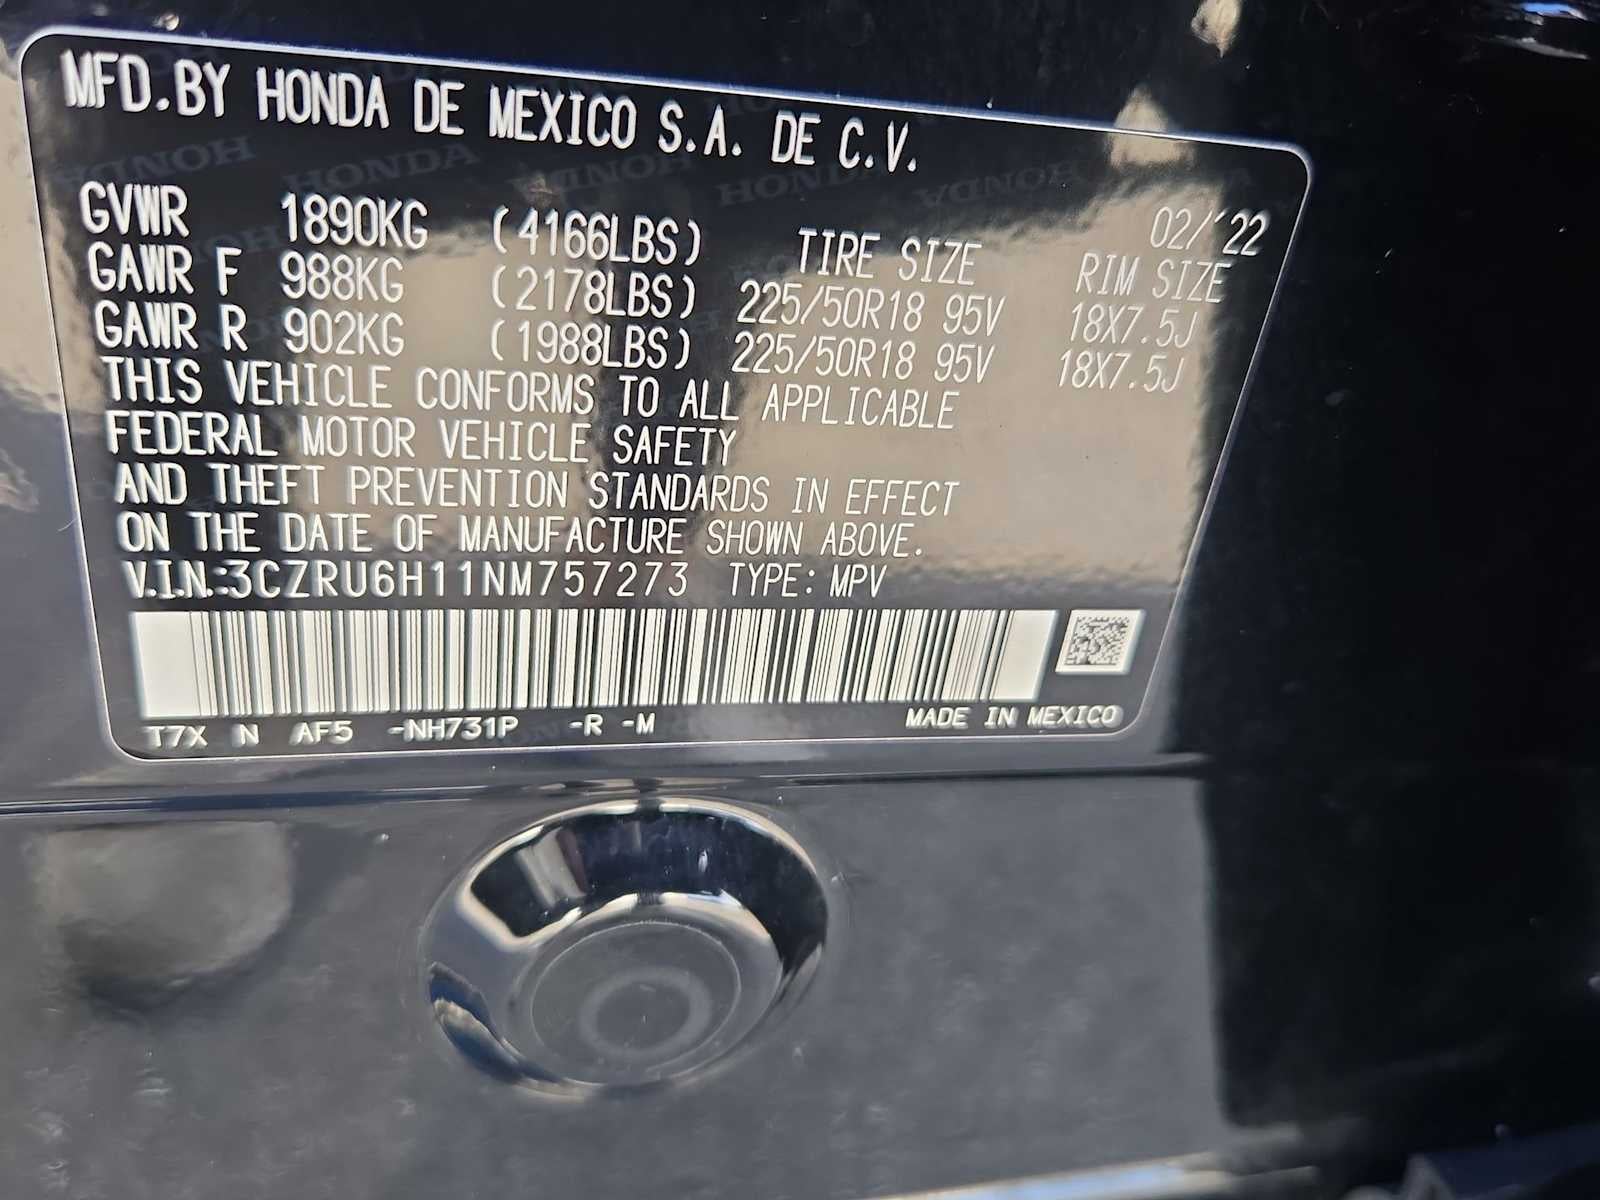 MFD.BY HONDA DE MEXICO S.A. DE C.V.
02/'22
GVWR 1890KG (4166LBS) TIRE SIZE RIM SIZE
GAWR F 988KG (2178LBS) 225/50R18 95V 18X7.5J
GAWR R 902KG (1988LBS) 225/50R18 95V 18X7.5J
THIS VEHICLE CONFORMS TO ALL APPLICABLE
FEDERAL MOTOR VEHICLE SAFETY
AND THEFT PREVENTION STANDARDS IN EFFECT
ON THE DATE OF MANUFACTURE SHOWN ABOVE.
V.I.N.:3CZRU6H11NM757273 TYPE: MPV
T7X N AF5 -NH731P -R -M MADE IN MEXICO